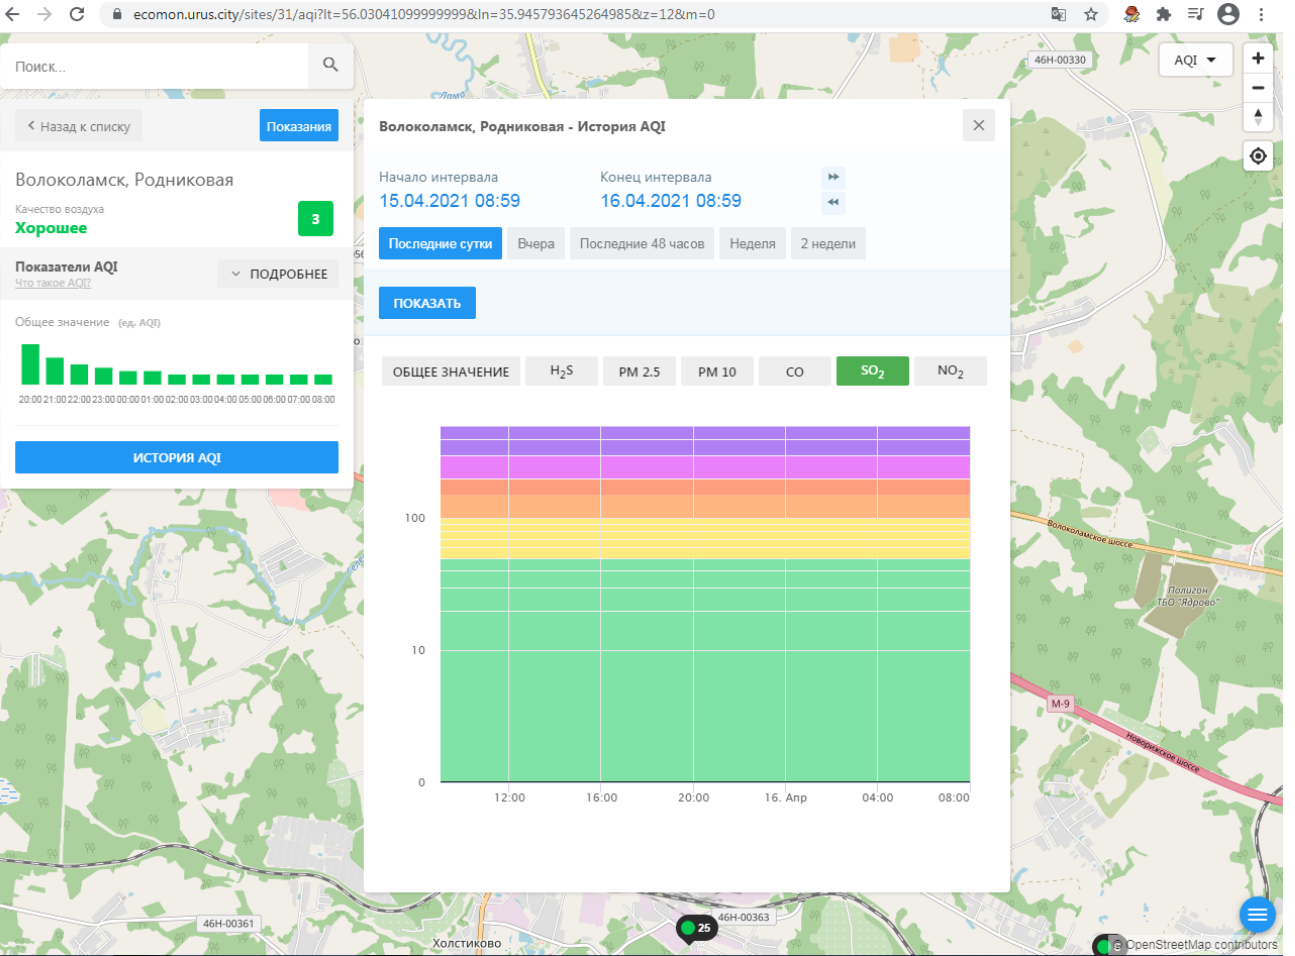 ecomon.urus.city/sites/31/aqi?lt=56.03041099999999&ln=35.945793645264985&z=12&m=0
Поиск...
46Н-00330
AQI
Назад к списку
Показания
Волоколамск, Родниковая - История AQI
Волоколамск, Родниковая
Качество воздуха
Хорошее
3
Начало интервала
Конец интервала
15.04.2021 08:59
16.04.2021 08:59
Последние сутки
Вчера
Последние 48 часов
Неделя
2 недели
Показатели AQI
Что такое AQI?
ПОДРОБНЕЕ
ПОКАЗАТЬ
Общее значение (ед. AQI)
20:00 21:00 22:00 23:00 00:00 01:00 02:00 03:00 04:00 05:00 06:00 07:00 08:00
ИСТОРИЯ AQI
ОБЩЕЕ ЗНАЧЕНИЕ
H2S
PM 2.5
PM 10
CO
SO2
NO2
100
10
0
12:00
16:00
20:00
16. Апр
04:00
08:00
Волоколамское шоссе
Полигон
ТБО "Ядрово"
М-9
Новорижское шоссе
46Н-00361
Холстиково
25
46Н-00363
© OpenStreetMap contributors